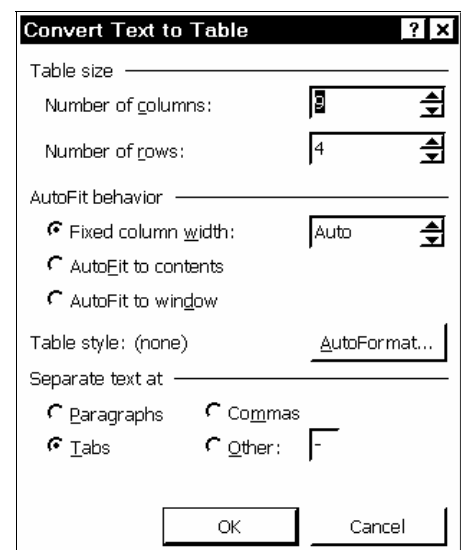 Convert Text to Table ? ×
Table size
Number of columns: 9
Number of rows: 4
AutoFit behavior
Fixed column width: Auto
AutoFit to contents
AutoFit to window
Table style: (none) AutoFormat...
Separate text at
Paragraphs Commas
Tabs Other: -
OK Cancel